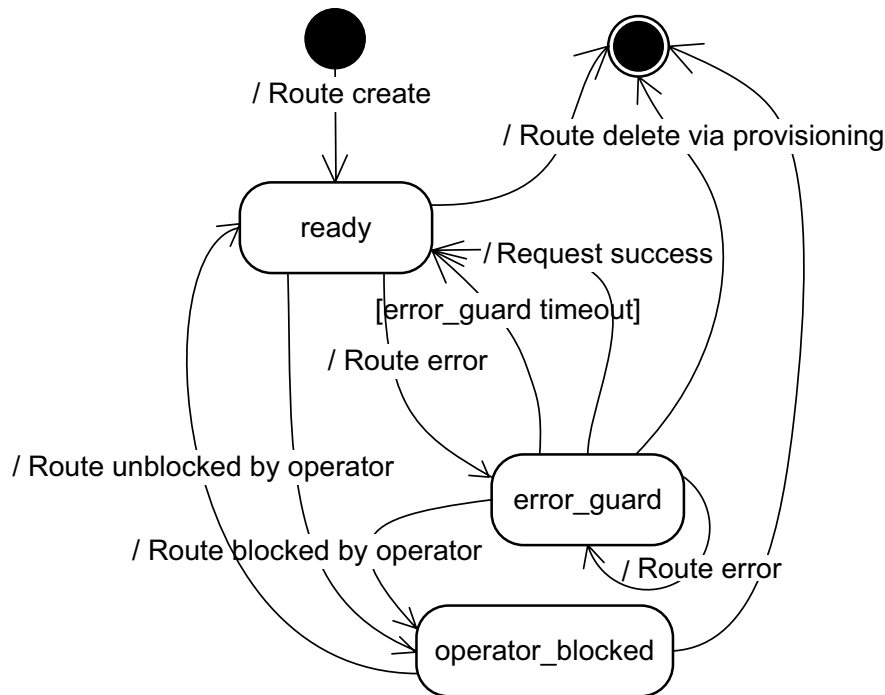 / Route create
/ Route delete via provisioning
ready
/ Request success
[error_guard timeout]
/ Route error
/ Route unblocked by operator
error_guard
/ Route blocked by operator
/ Route error
operator_blocked